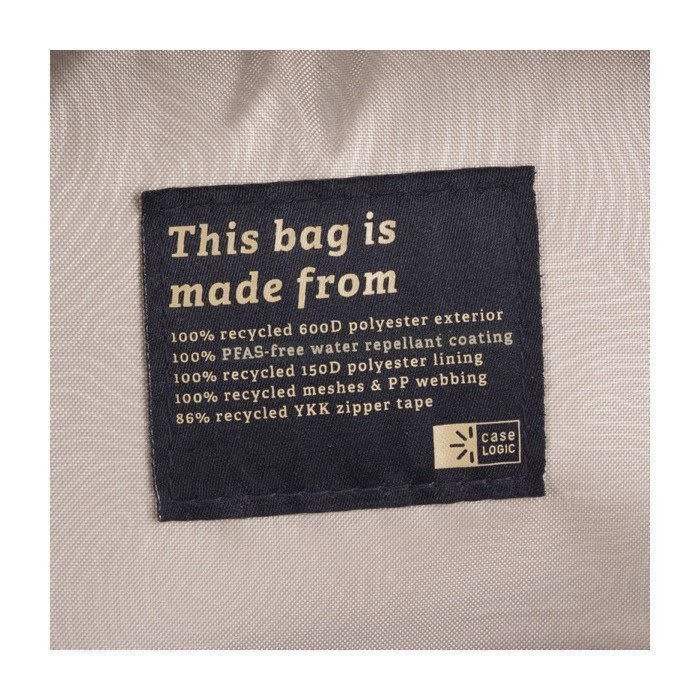 This bag is
made from
100% recycled 600D polyester exterior
100% PFAS-free water repellant coating
100% recycled 150D polyester lining
100% recycled meshes & PP webbing
86% recycled YKK zipper tape
case
LOGIC